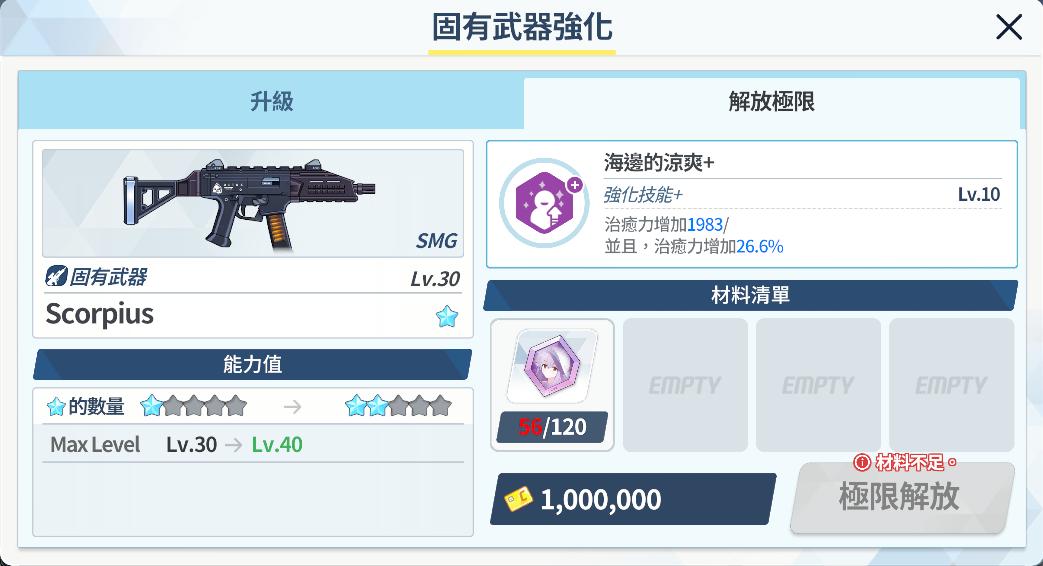 固有武器強化
升級
解放極限
SMG
固有武器
Lv.30
Scorpius
能力值
的數量
Max Level Lv.30 → Lv.40
海邊的涼爽+
強化技能+
Lv.10
治癒力增加1983/
並且，治癒力增加26.6%
材料清單
56/120
EMPTY
EMPTY
EMPTY
1,000,000
材料不足。
極限解放